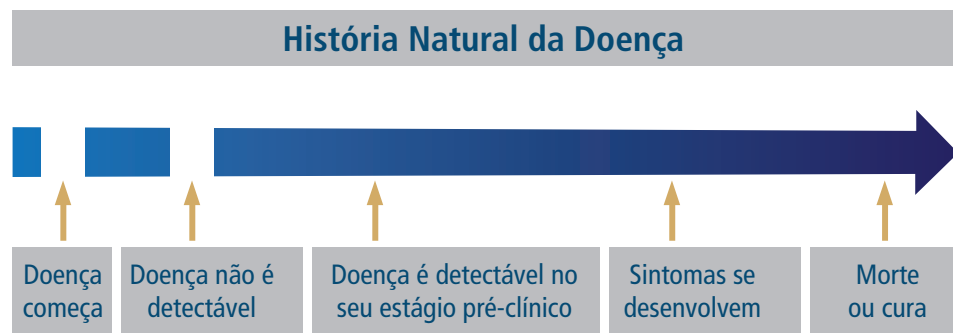 História Natural da Doença
Doença
começa
Doença não é
detectável
Doença é detectável no
seu estágio pré-clínico
Sintomas se
desenvolvem
Morte
ou cura